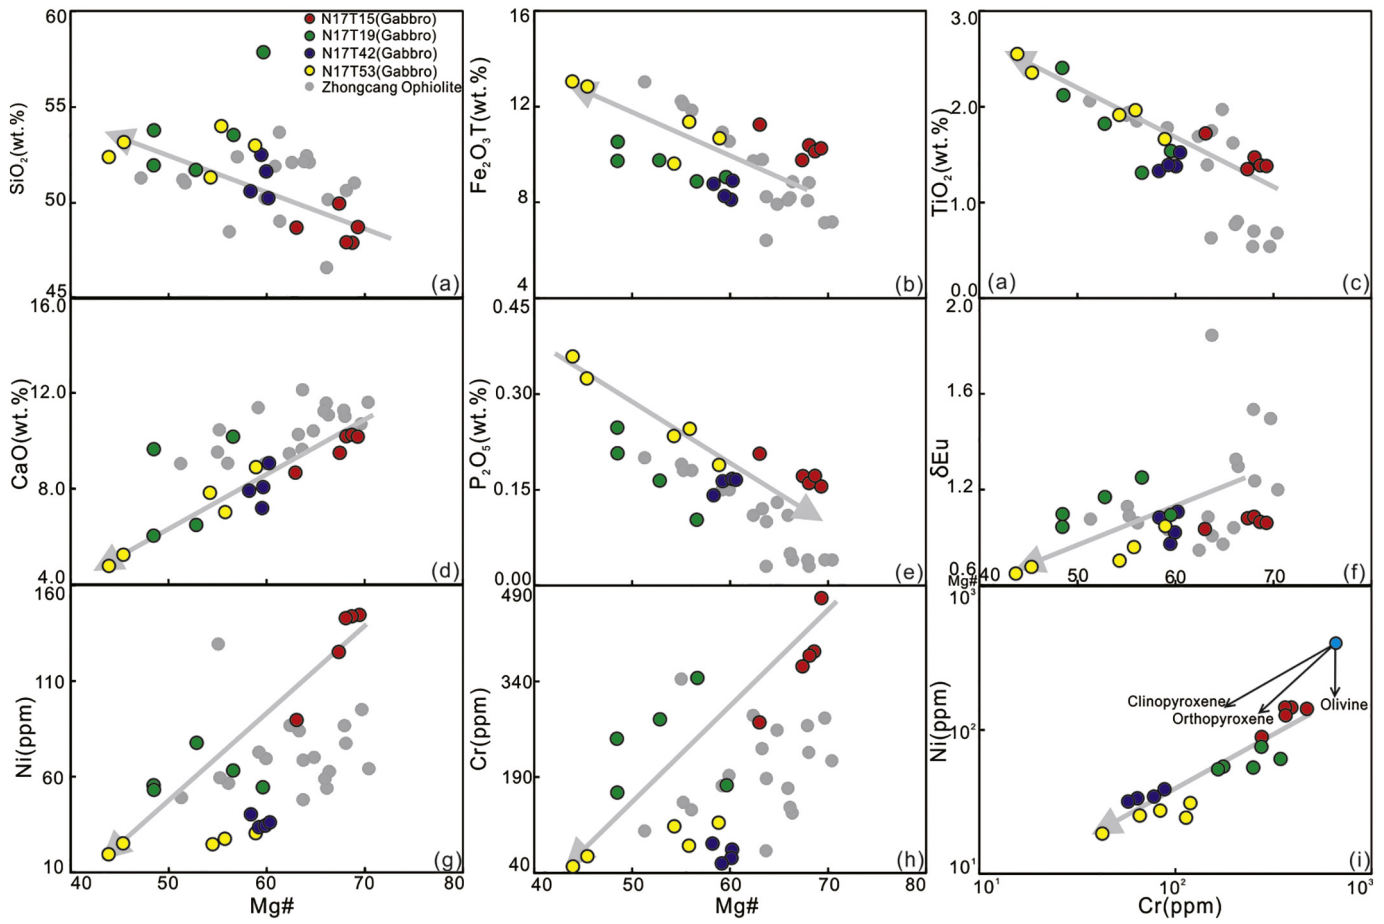 60
55
50
45
SiO₂(wt.%)
N17T15(Gabbro)
N17T19(Gabbro)
N17T42(Gabbro)
N17T53(Gabbro)
Zhongcang Ophiolite
(a)
16
12
8
4
Fe₂O₃T(wt.%)
(b)
3.0
2.0
1.0
0.0
TiO₂(wt.%)
(a)
(c)
16.0
12.0
8.0
4.0
CaO(wt.%)
(d)
0.45
0.30
0.15
0.00
P₂O₅(wt.%)
(e)
2.0
1.6
1.2
0.6
δEu
Mg#
40
50
60
70
(f)
160
110
60
10
Ni(ppm)
(g)
40
50
60
70
80
Mg#
490
340
190
40
Cr(ppm)
(h)
40
50
60
70
80
Mg#
10³
10²
10¹
Ni(ppm)
Clinopyroxene
Orthopyroxene
Olivine
(i)
10¹
10²
10³
Cr(ppm)